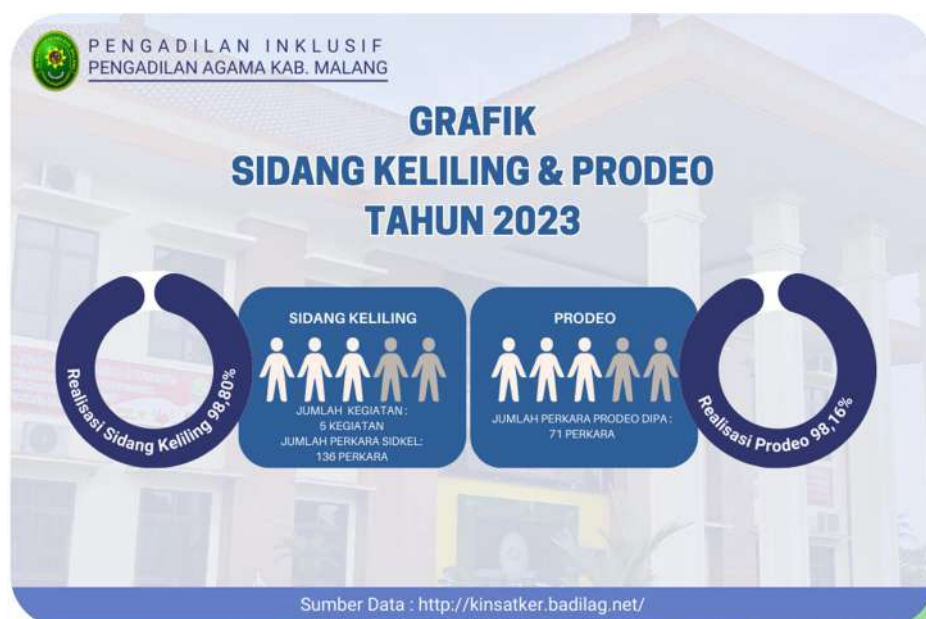 PENGADILAN INKLUSIF
PENGADILAN AGAMA KAB. MALANG
GRAFIK
SIDANG KELILING & PRODEO
TAHUN 2023
Realisasi Sidang Keliling 98,80%
SIDANG KELILING
JUMLAH KEGIATAN :
5 KEGIATAN
JUMLAH PERKARA SIDKEL:
136 PERKARA
PRODEO
JUMLAH PERKARA PRODEO DIPA :
71 PERKARA
Realisasi Prodeo 98,16%
Sumber Data : http://kinsatker.badilag.net/